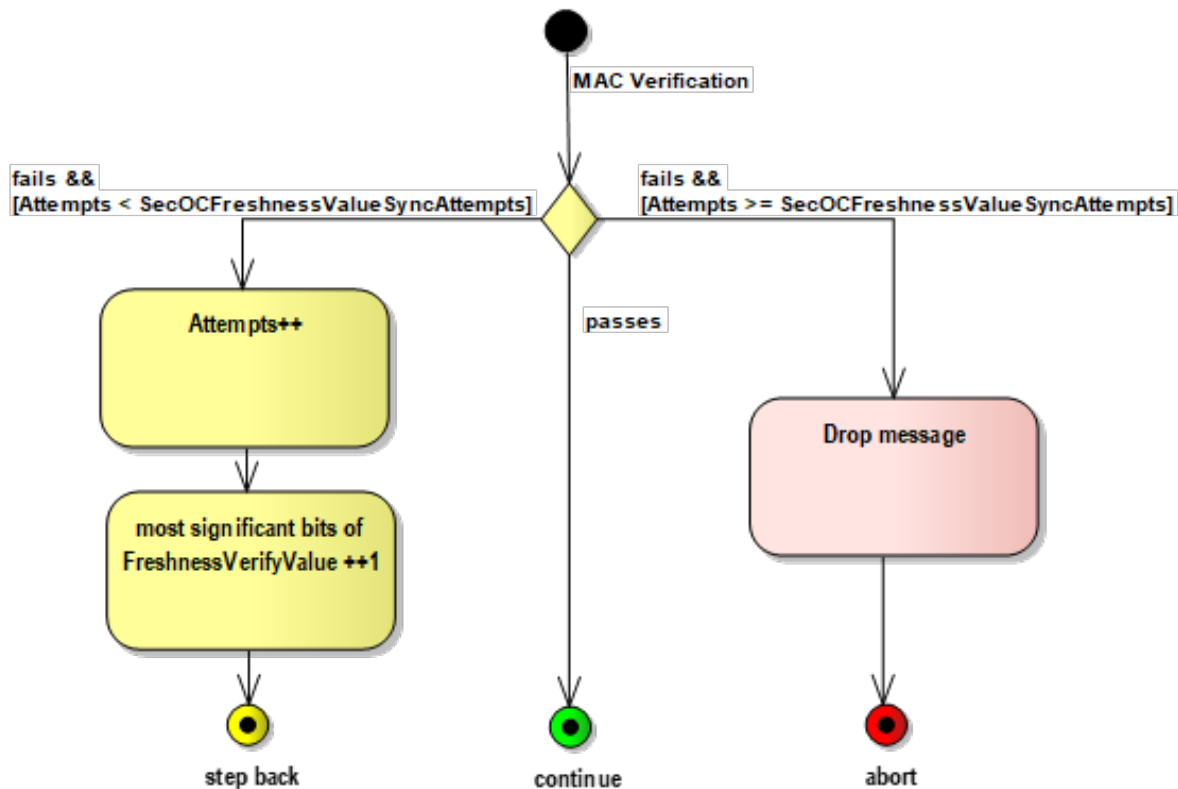 MAC Verification
fails &&
[Attempts < SecOCFreshnessValueSyncAttempts]
fails &&
[Attempts >= SecOCFreshnessValueSyncAttempts]
Attempts++
passes
Drop message
most significant bits of
FreshnessVerifyValue ++1
step back
continue
abort